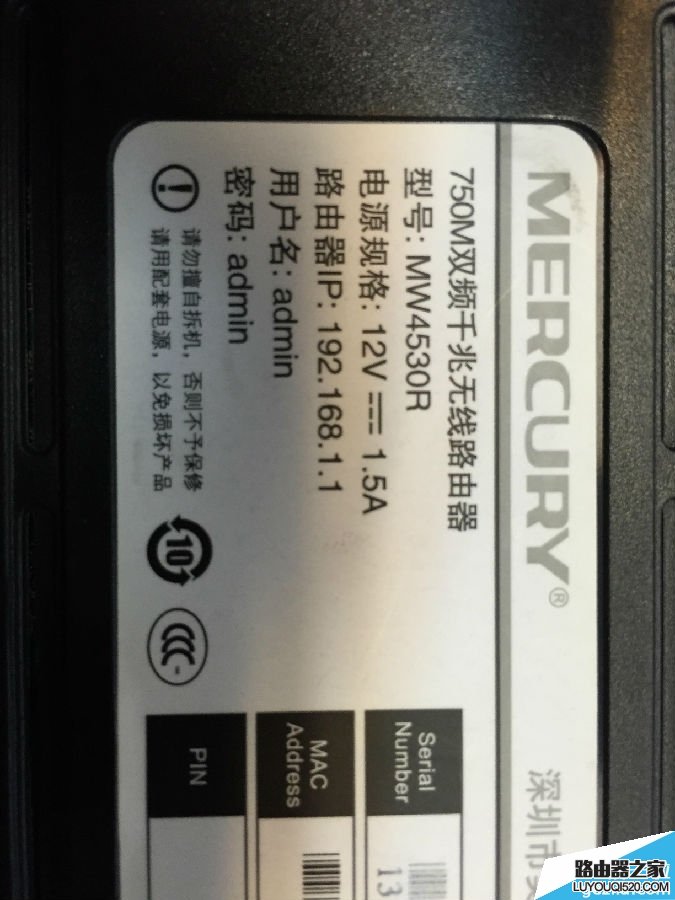 MERCURY®
深圳市
750M双频千兆无线路由器
型号: MW4530R
电源规格: 12V⎓1.5A
路由器IP: 192.168.1.1
用户名: admin
密码: admin
请勿擅自拆机，否则不予保修
请用配套电源，以免损坏产品
10
CCC
Serial
Number
13
MAC
Address
PIN
路由器之家
LUYOUQI520.COM